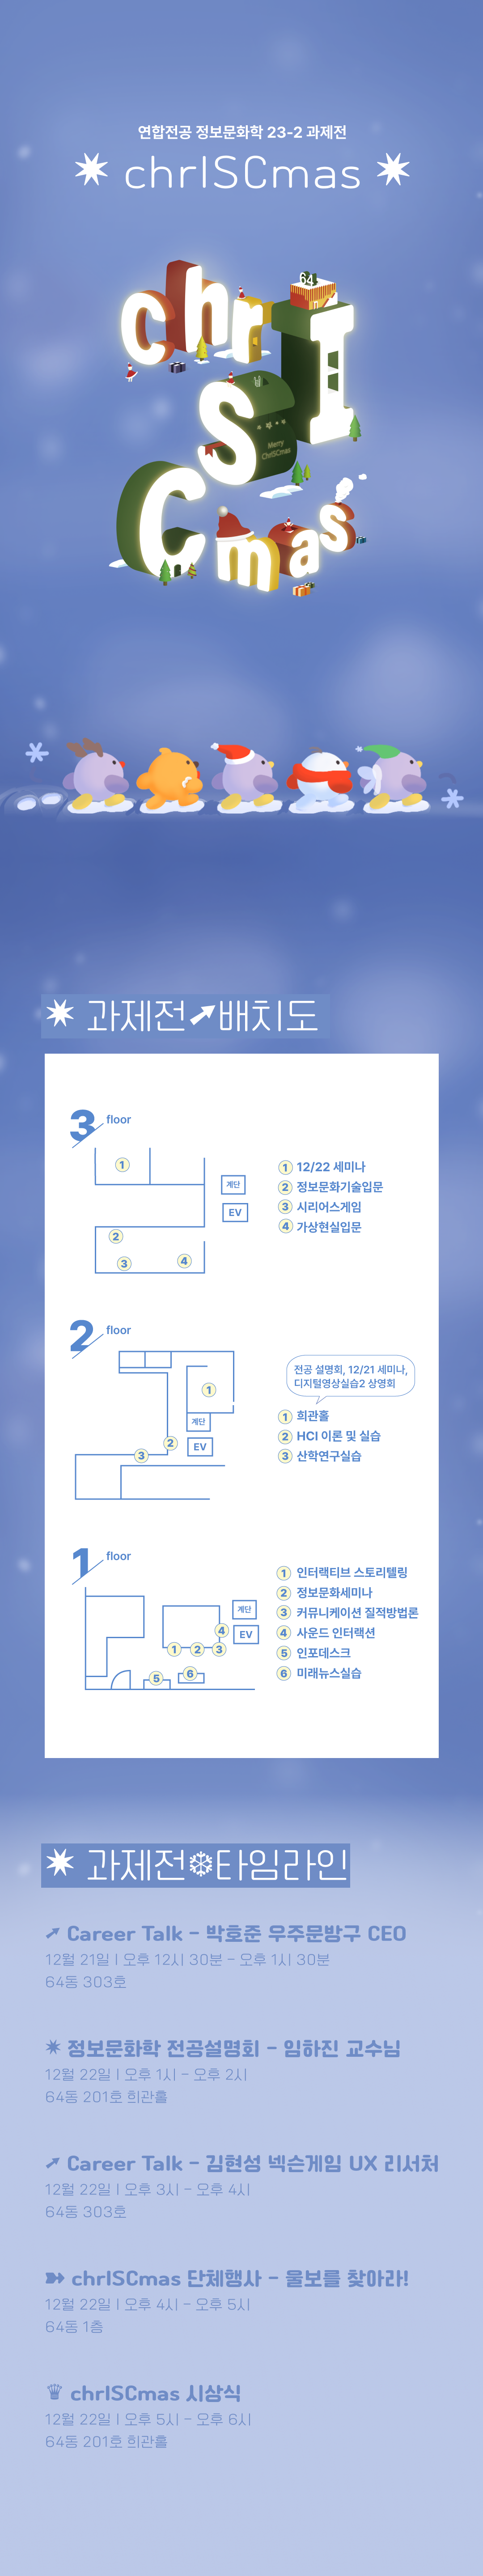 연합전공 정보문화학 23-2 과제전
chrISCmas
chr
I
S
Cmas
64
Merry
ChrISCmas
과제전 배치도
3 floor
1
2
3
4
계단
EV
1 12/22 세미나
2 정보문화기술입문
3 시리어스게임
4 가상현실입문
2 floor
1
2
3
계단
EV
전공 설명회, 12/21 세미나,
디지털영상실습2 상영회
1 희관홀
2 HCI 이론 및 실습
3 산학연구실습
1 floor
계단
EV
4
1 2 3
5
6
1 인터랙티브 스토리텔링
2 정보문화세미나
3 커뮤니케이션 질적방법론
4 사운드 인터랙션
5 인포데스크
6 미래뉴스실습
과제전 타임라인
Career Talk - 박호준 우주문방구 CEO
12월 21일 | 오후 12시 30분 - 오후 1시 30분
64동 303호
정보문화학 전공설명회 - 임하진 교수님
12월 22일 | 오후 1시 - 오후 2시
64동 201호 희관홀
Career Talk - 김현성 넥슨게임 UX 리서처
12월 22일 | 오후 3시 - 오후 4시
64동 303호
chrISCmas 단체행사 - 울보를 찾아라!
12월 22일 | 오후 4시 - 오후 5시
64동 1층
chrISCmas 시상식
12월 22일 | 오후 5시 - 오후 6시
64동 201호 희관홀